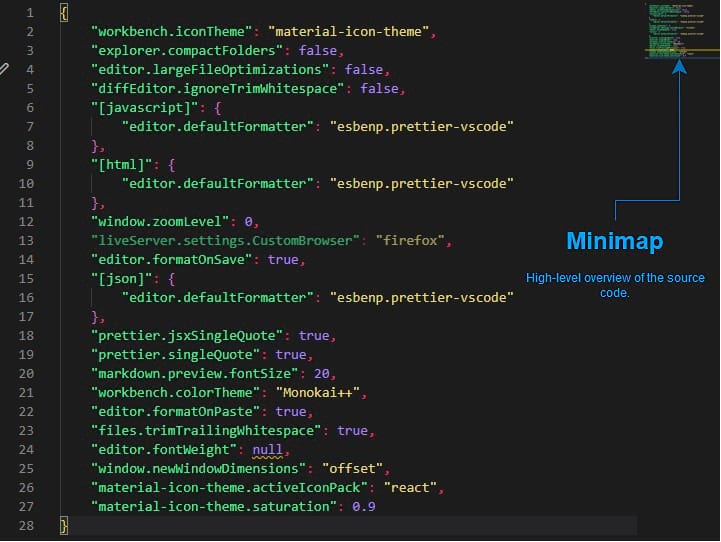 1 {
2 "workbench.iconTheme": "material-icon-theme",
3 "explorer.compactFolders": false,
4 "editor.largeFileOptimizations": false,
5 "diffEditor.ignoreTrimWhitespace": false,
6 "[javascript]": {
7 "editor.defaultFormatter": "esbenp.prettier-vscode"
8 },
9 "[html]": {
10 "editor.defaultFormatter": "esbenp.prettier-vscode"
11 },
12 "window.zoomLevel": 0,
13 "liveServer.settings.CustomBrowser": "firefox",
14 "editor.formatOnSave": true,
15 "[json]": {
16 "editor.defaultFormatter": "esbenp.prettier-vscode"
17 },
18 "prettier.jsxSingleQuote": true,
19 "prettier.singleQuote": true,
20 "markdown.preview.fontSize": 20,
21 "workbench.colorTheme": "Monokai++",
22 "editor.formatOnPaste": true,
23 "files.trimTrailingWhitespace": true,
24 "editor.fontWeight": null,
25 "window.newWindowDimensions": "offset",
26 "material-icon-theme.activeIconPack": "react",
27 "material-icon-theme.saturation": 0.9
28 }
Minimap
High-level overview of the source
code.